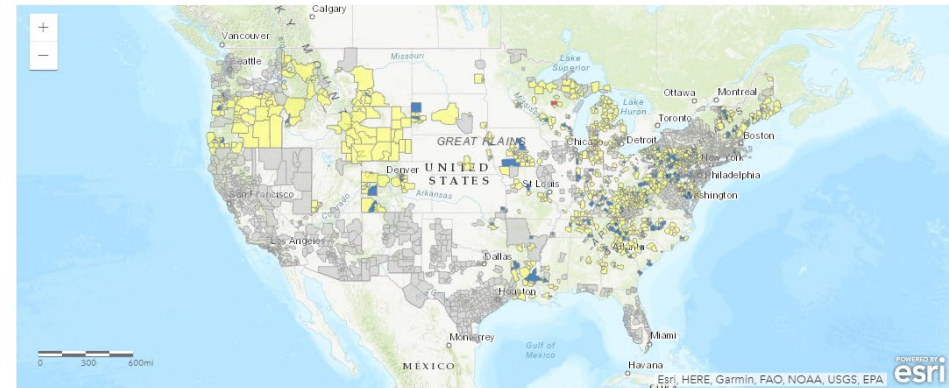 Calgary
Vancouver
Seattle
Missouri
Lake
Superior
Ottawa
Montreal
Lake
Huron
Toronto
Boston
GREAT PLAINS
Chicago
Detroit
New York
Philadelphia
Denver
UNITED
STATES
St Louis
Washington
San Francisco
Colorado
Arkansas
Los Angeles
Atlanta
Dallas
Houston
Monterrey
Miami
Gulf of
Mexico
MÉXICO
Havana
0 300 600mi
Esri, HERE, Garmin, FAO, NOAA, USGS, EPA
POWERED BY
esri